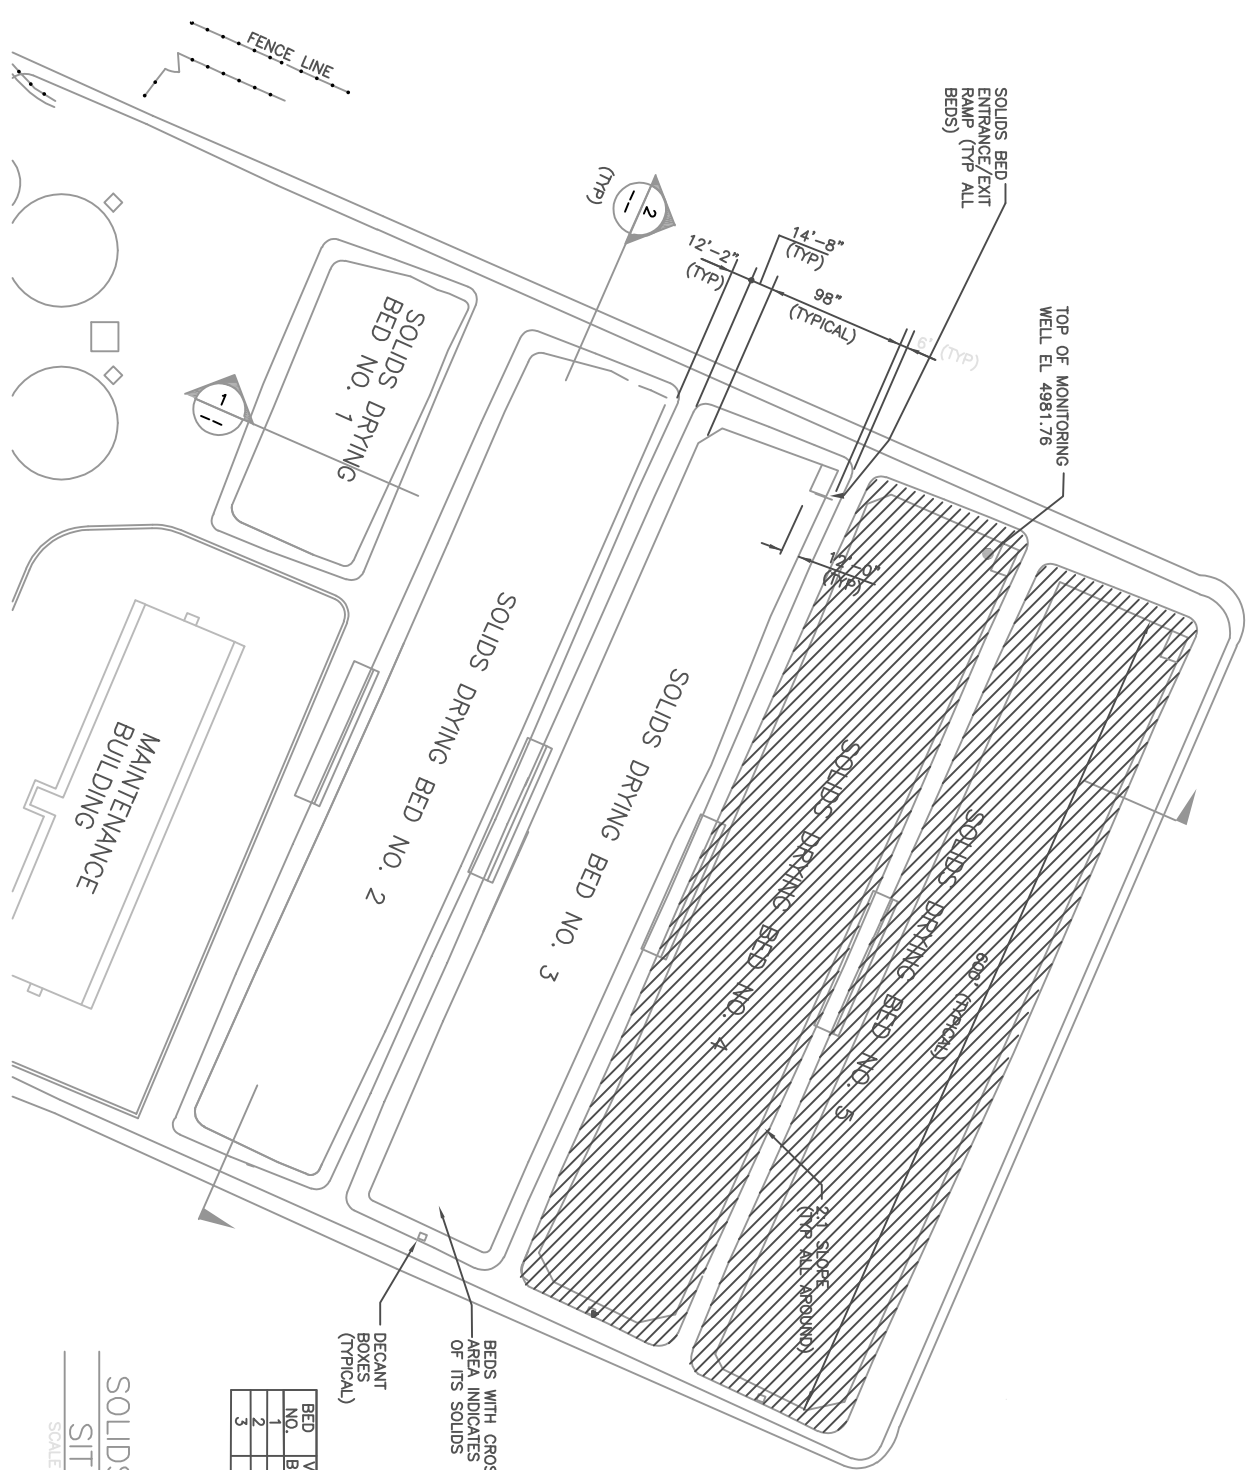 FENCE LINE
SOLIDS BED
ENTRANCE/EXIT
RAMP (TYP ALL
BEDS)
2
(TYP)
12'-2"
(TYP)
14'-8"
(TYP)
98"
(TYPICAL)
6' (TYP)
TOP OF MONITORING
WELL EL 4981.76
SOLIDS DRYING
BED NO. 1
1
12'-0"
(TYP)
SOLIDS DRYING BED NO. 2
SOLIDS DRYING BED NO. 3
SOLIDS DRYING BED NO. 4
SOLIDS DRYING BED NO. 5
600' (TYPICAL)
MAINTENANCE
BUILDING
2:1 SLOPE
(TYP ALL AROUND)
DECANT
BOXES
(TYPICAL)
BEDS WITH CROS
AREA INDICATES
OF ITS SOLIDS
BED
NO.
V
B
1
2
3
SOLIDS
SIT
SCALE